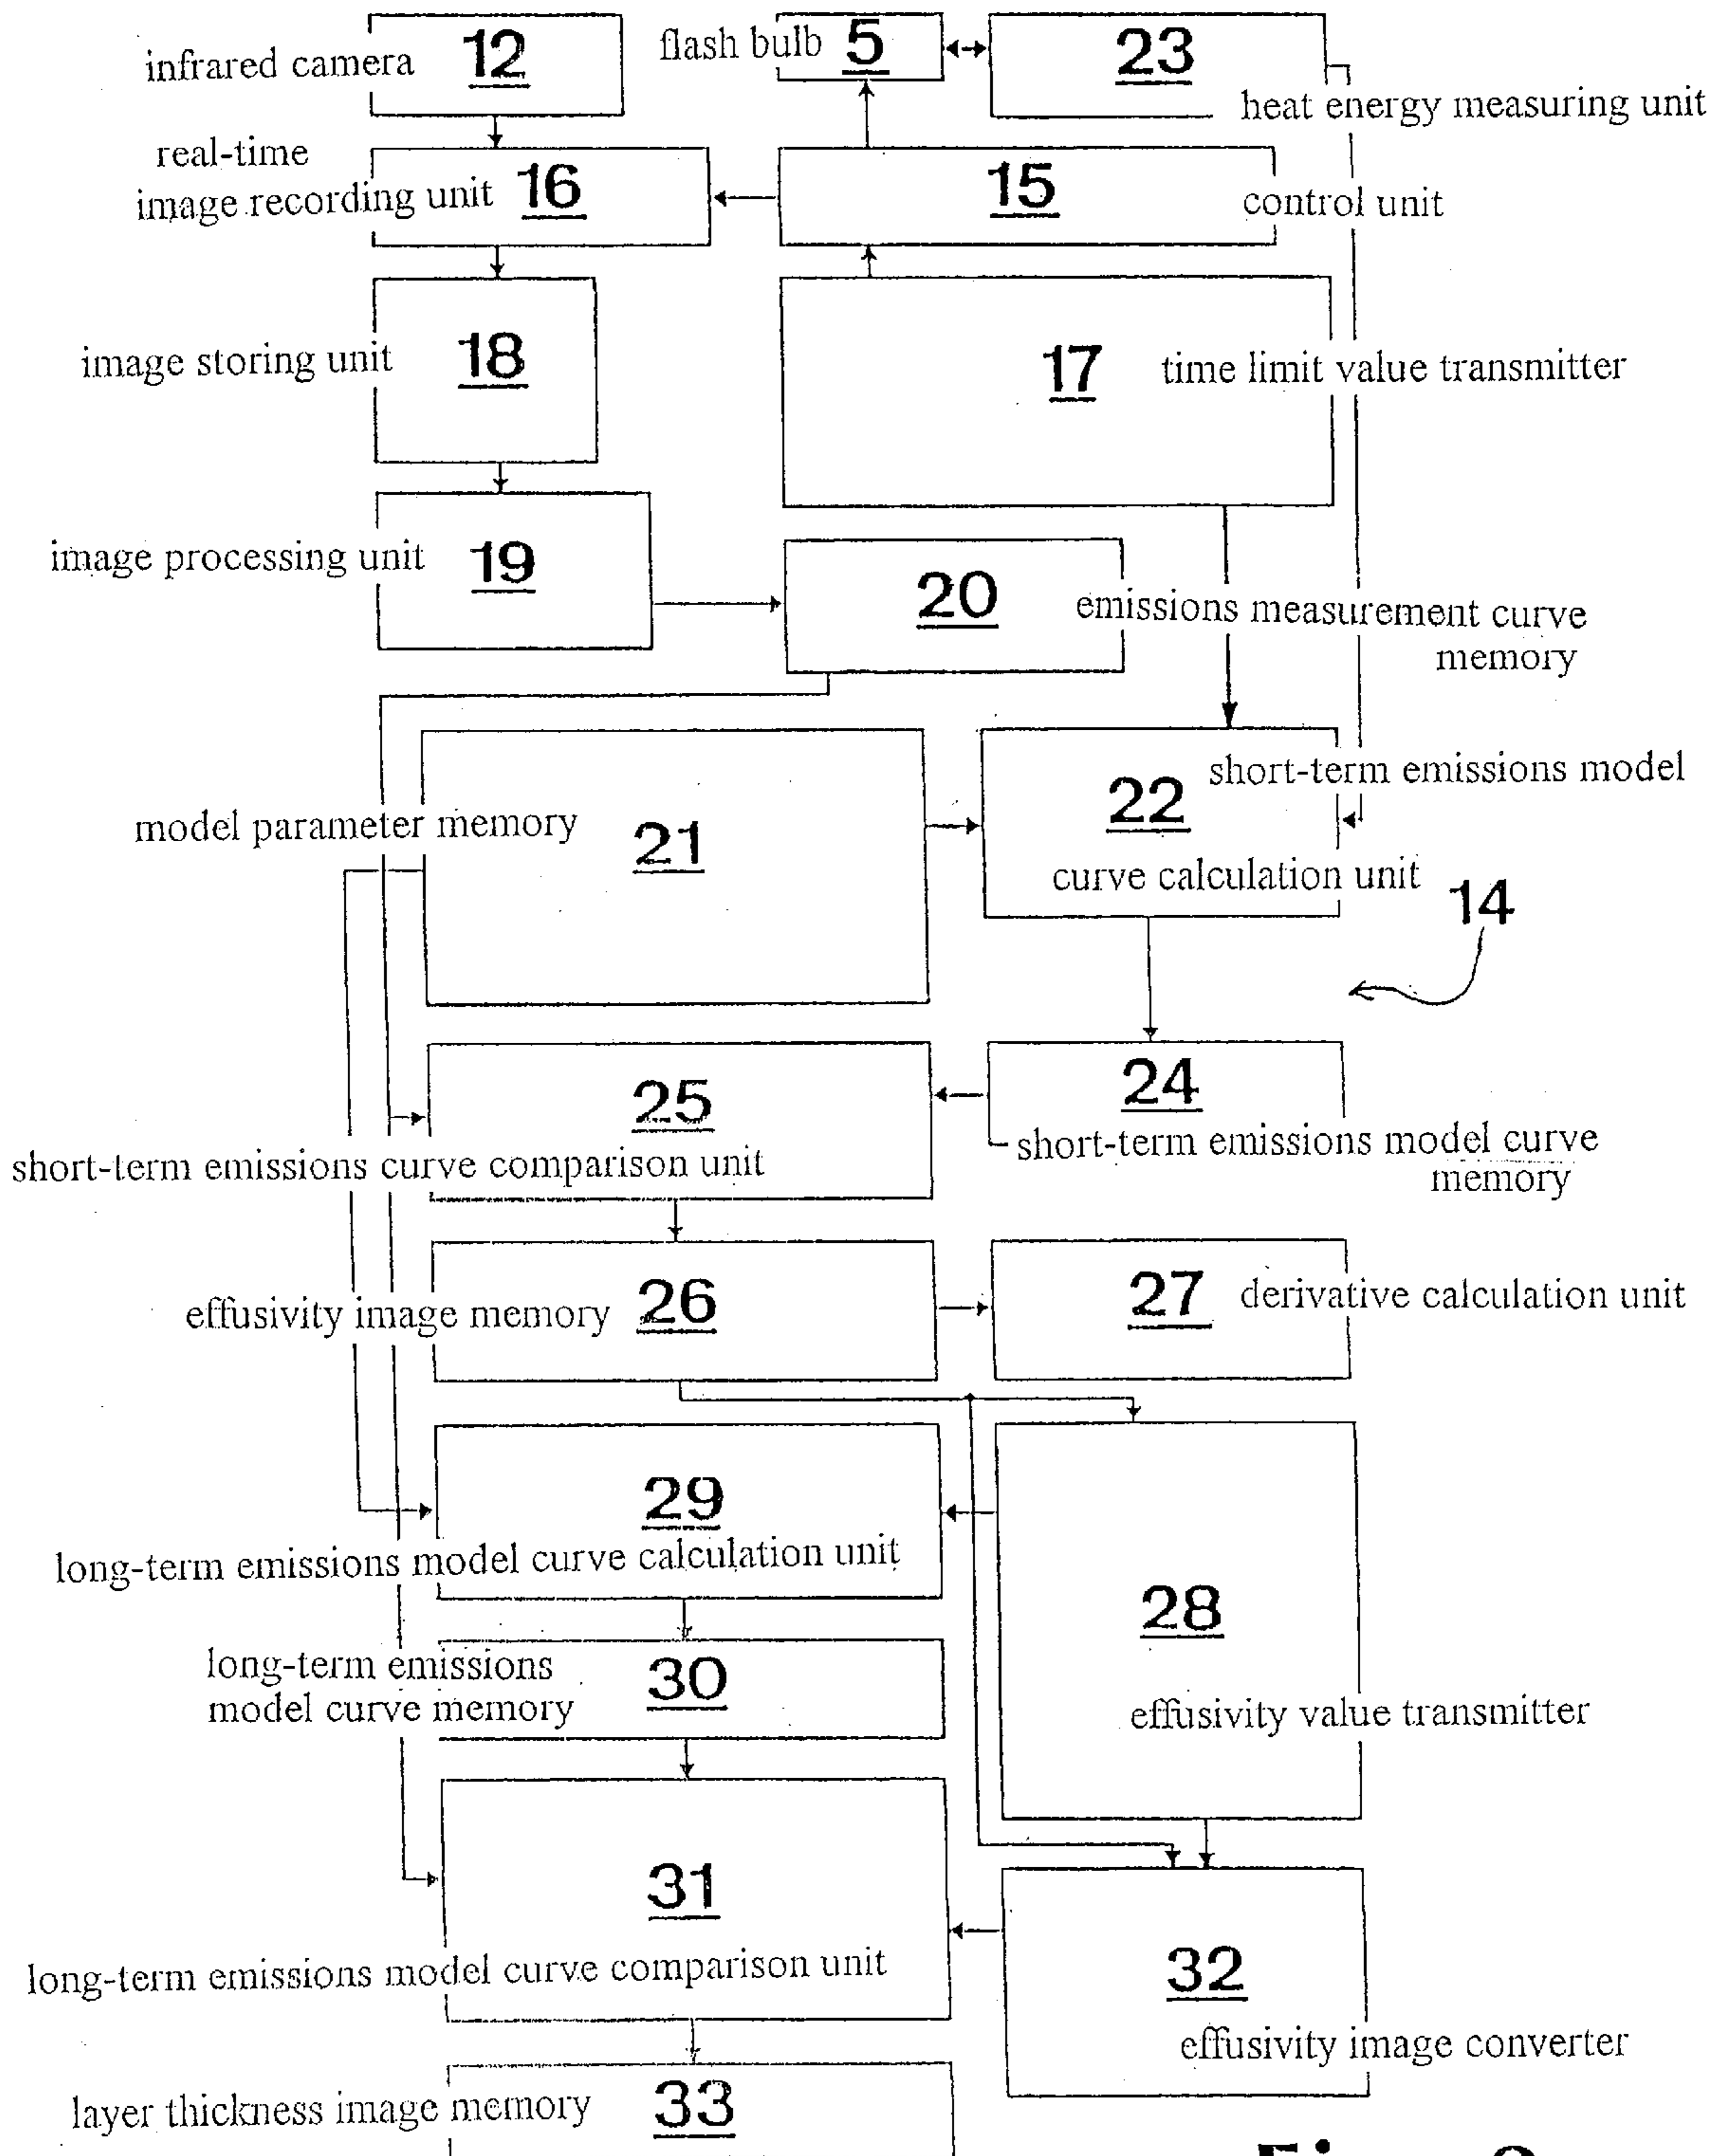 infrared camera 12
flash bulb 5
23
heat energy measuring unit
real-time
image recording unit 16
15
control unit
image storing unit 18
17 time limit value transmitter
image processing unit 19
20
emissions measurement curve
memory
model parameter memory
21
short-term emissions model
22
curve calculation unit
14
25
short-term emissions curve comparison unit
24
short-term emissions model curve
memory
effusivity image memory 26
27 derivative calculation unit
29
long-term emissions model curve calculation unit
28
effusivity value transmitter
long-term emissions
model curve memory
30
31
long-term emissions model curve comparison unit
32
effusivity image converter
layer thickness image memory 33